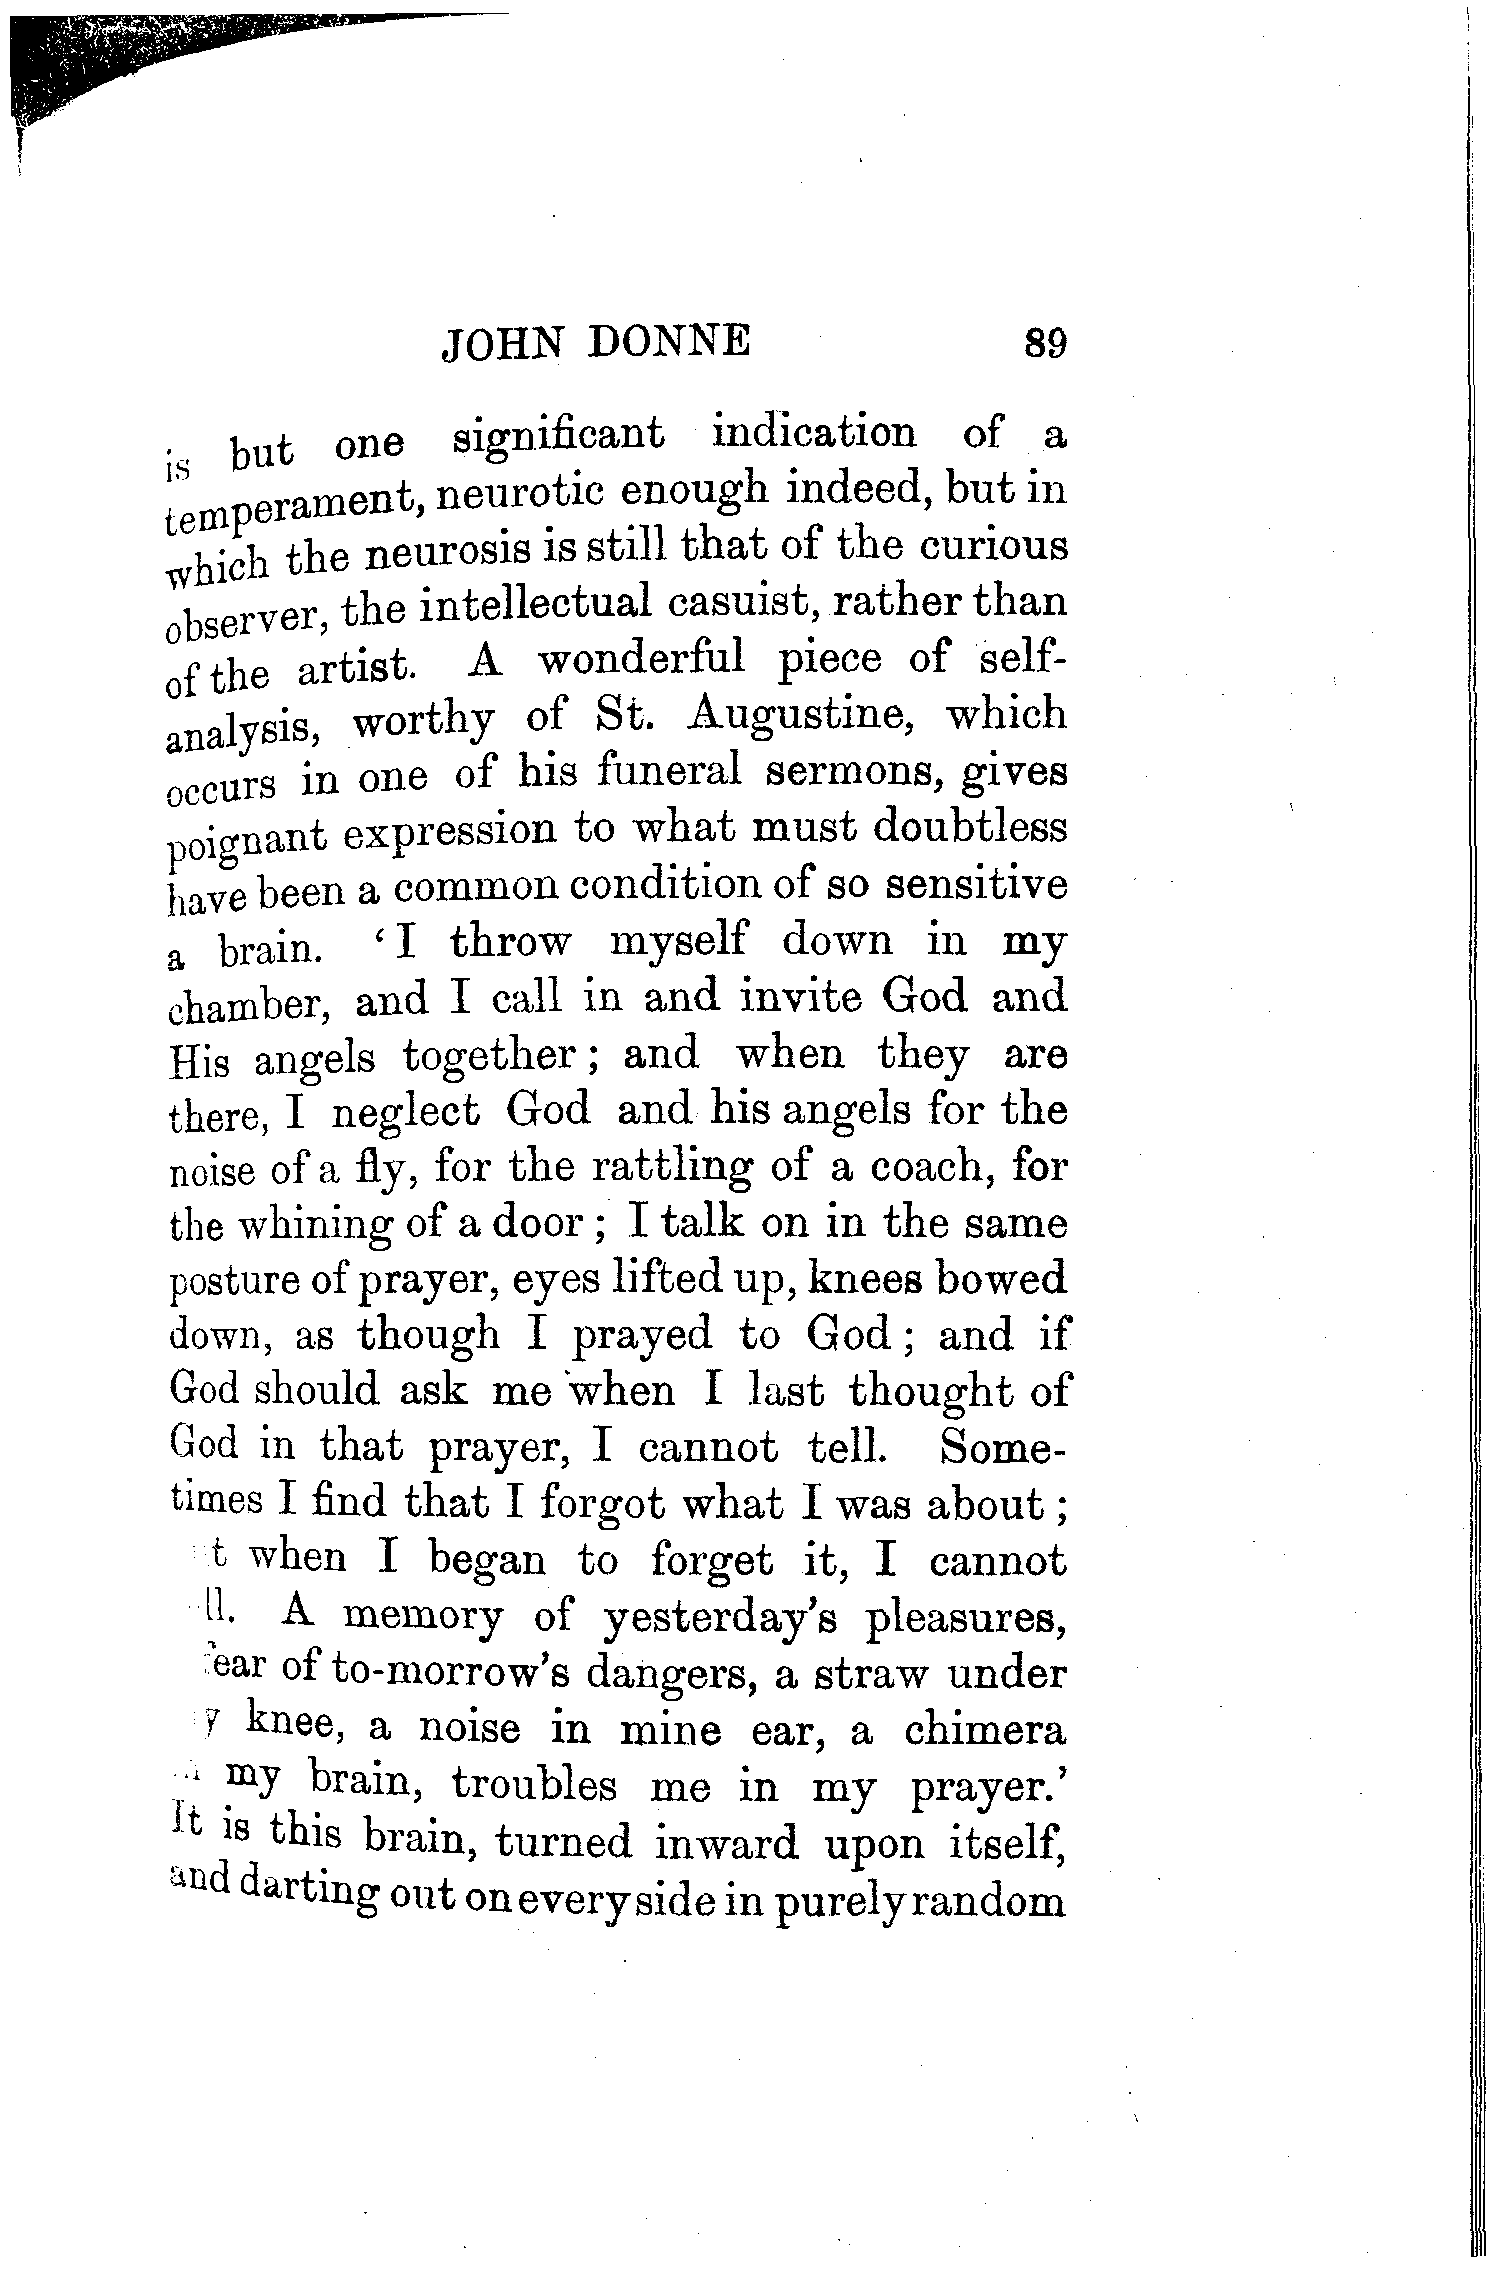 JOHN DONNE 89
is but one significant indication of a
temperament, neurotic enough indeed, but in
which the neurosis is still that of the curious
observer, the intellectual casuist, rather than
of the artist. A wonderful piece of self-
analysis, worthy of St. Augustine, which
occurs in one of his funeral sermons, gives
poignant expression to what must doubtless
have been a common condition of so sensitive
a brain. ‘I throw myself down in my
chamber, and I call in and invite God and
His angels together; and when they are
there, I neglect God and his angels for the
noise of a fly, for the rattling of a coach, for
the whining of a door; I talk on in the same
posture of prayer, eyes lifted up, knees bowed
down, as though I prayed to God; and if
God should ask me when I last thought of
God in that prayer, I cannot tell. Some-
times I find that I forgot what I was about;
when I began to forget it, I cannot
A memory of yesterday’s pleasures,
of to-morrow’s dangers, a straw under
knee, a noise in mine ear, a chimera
my brain, troubles me in my prayer.’
It is this brain, turned inward upon itself,
and darting out on every side in purely random